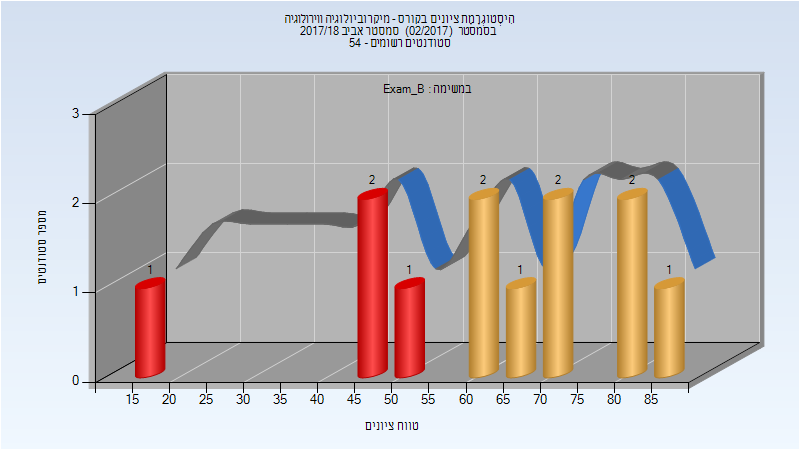 היסטוגרמת ציונים בקורס - מיקרוביולוגיה ווירולוגיה
בסמסטר (02/2017) סמסטר אביב 2017/18
סטודנטים רשומים - 54
במשימה : Exam_B
3
2
1
0
מספר סטודנטים
1
2
1
2
1
2
2
1
15 20 25 30 35 40 45 50 55 60 65 70 75 80 85
טווח ציונים